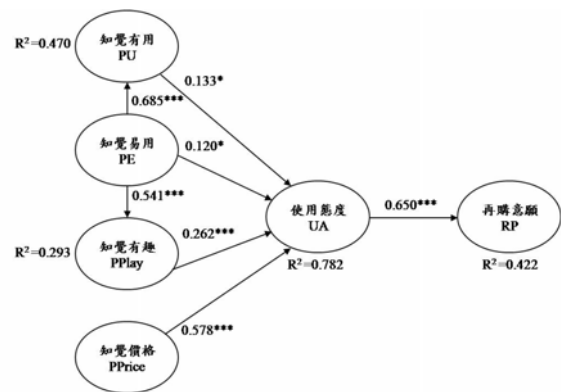 知覺有用
PU
R²=0.470
0.133*
0.685***
知覺易用
PE
0.120*
0.541***
使用態度
UA
0.650***
再購意願
RP
知覺有趣
PPlay
0.262***
R²=0.293
R²=0.782
R²=0.422
0.578***
知覺價格
PPrice